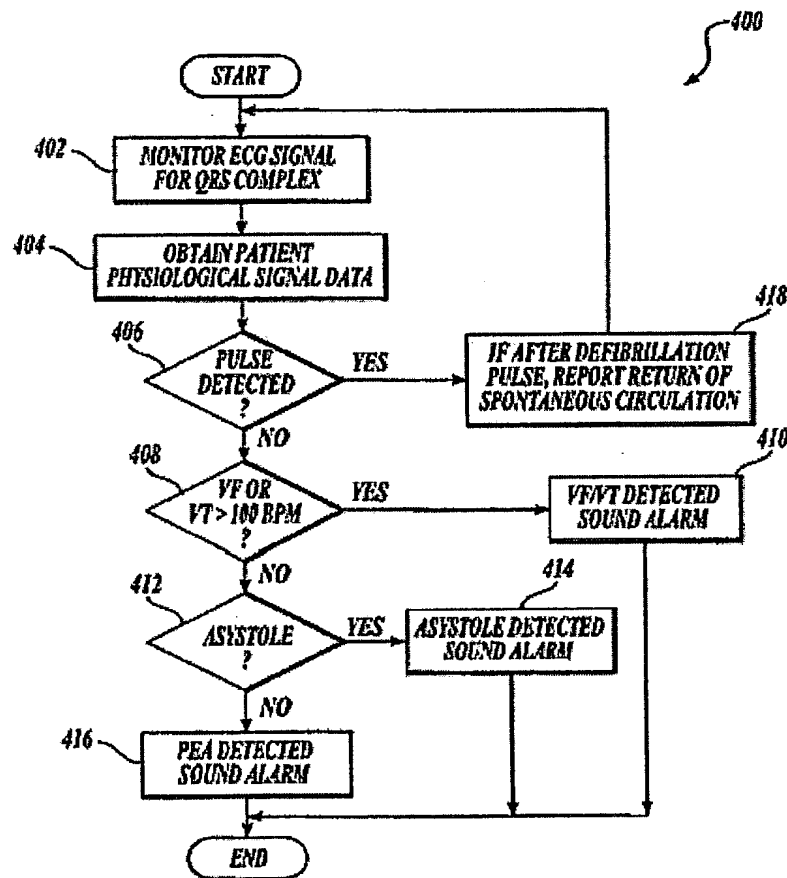 400
START
402
MONITOR ECG SIGNAL
FOR QRS COMPLEX
404
OBTAIN PATIENT
PHYSIOLOGICAL SIGNAL DATA
406
PULSE
DETECTED
?
YES
418
IF AFTER DEFIBRILLATION
PULSE, REPORT RETURN OF
SPONTANEOUS CIRCULATION
NO
408
VF OR
VT > 100 BPM
?
YES
410
VF/VT DETECTED
SOUND ALARM
NO
412
ASYSTOLE
?
YES
414
ASYSTOLE DETECTED
SOUND ALARM
NO
416
PEA DETECTED
SOUND ALARM
END